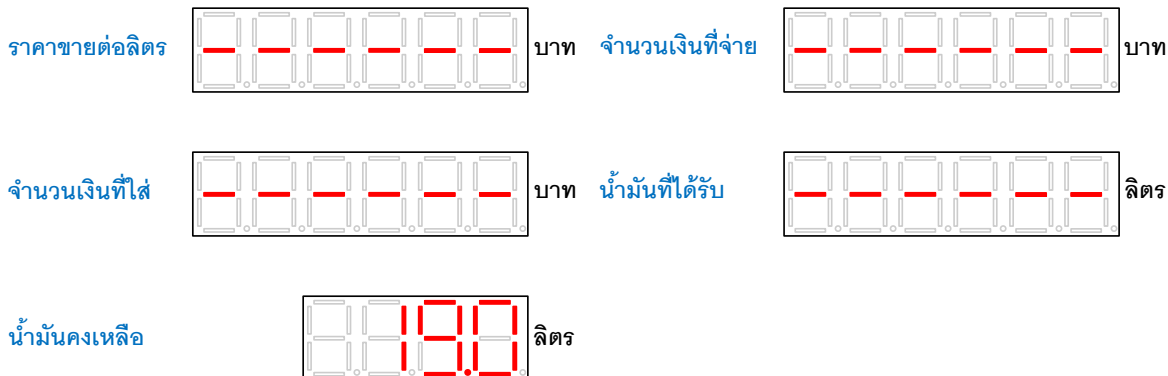 ราคาขายต่อลิตร ------ บาท จำนวนเงินที่จ่าย ------ บาท
จำนวนเงินที่ใส่ ------ บาท น้ำมันที่ได้รับ ------ ลิตร
น้ำมันคงเหลือ 19.0 ลิตร